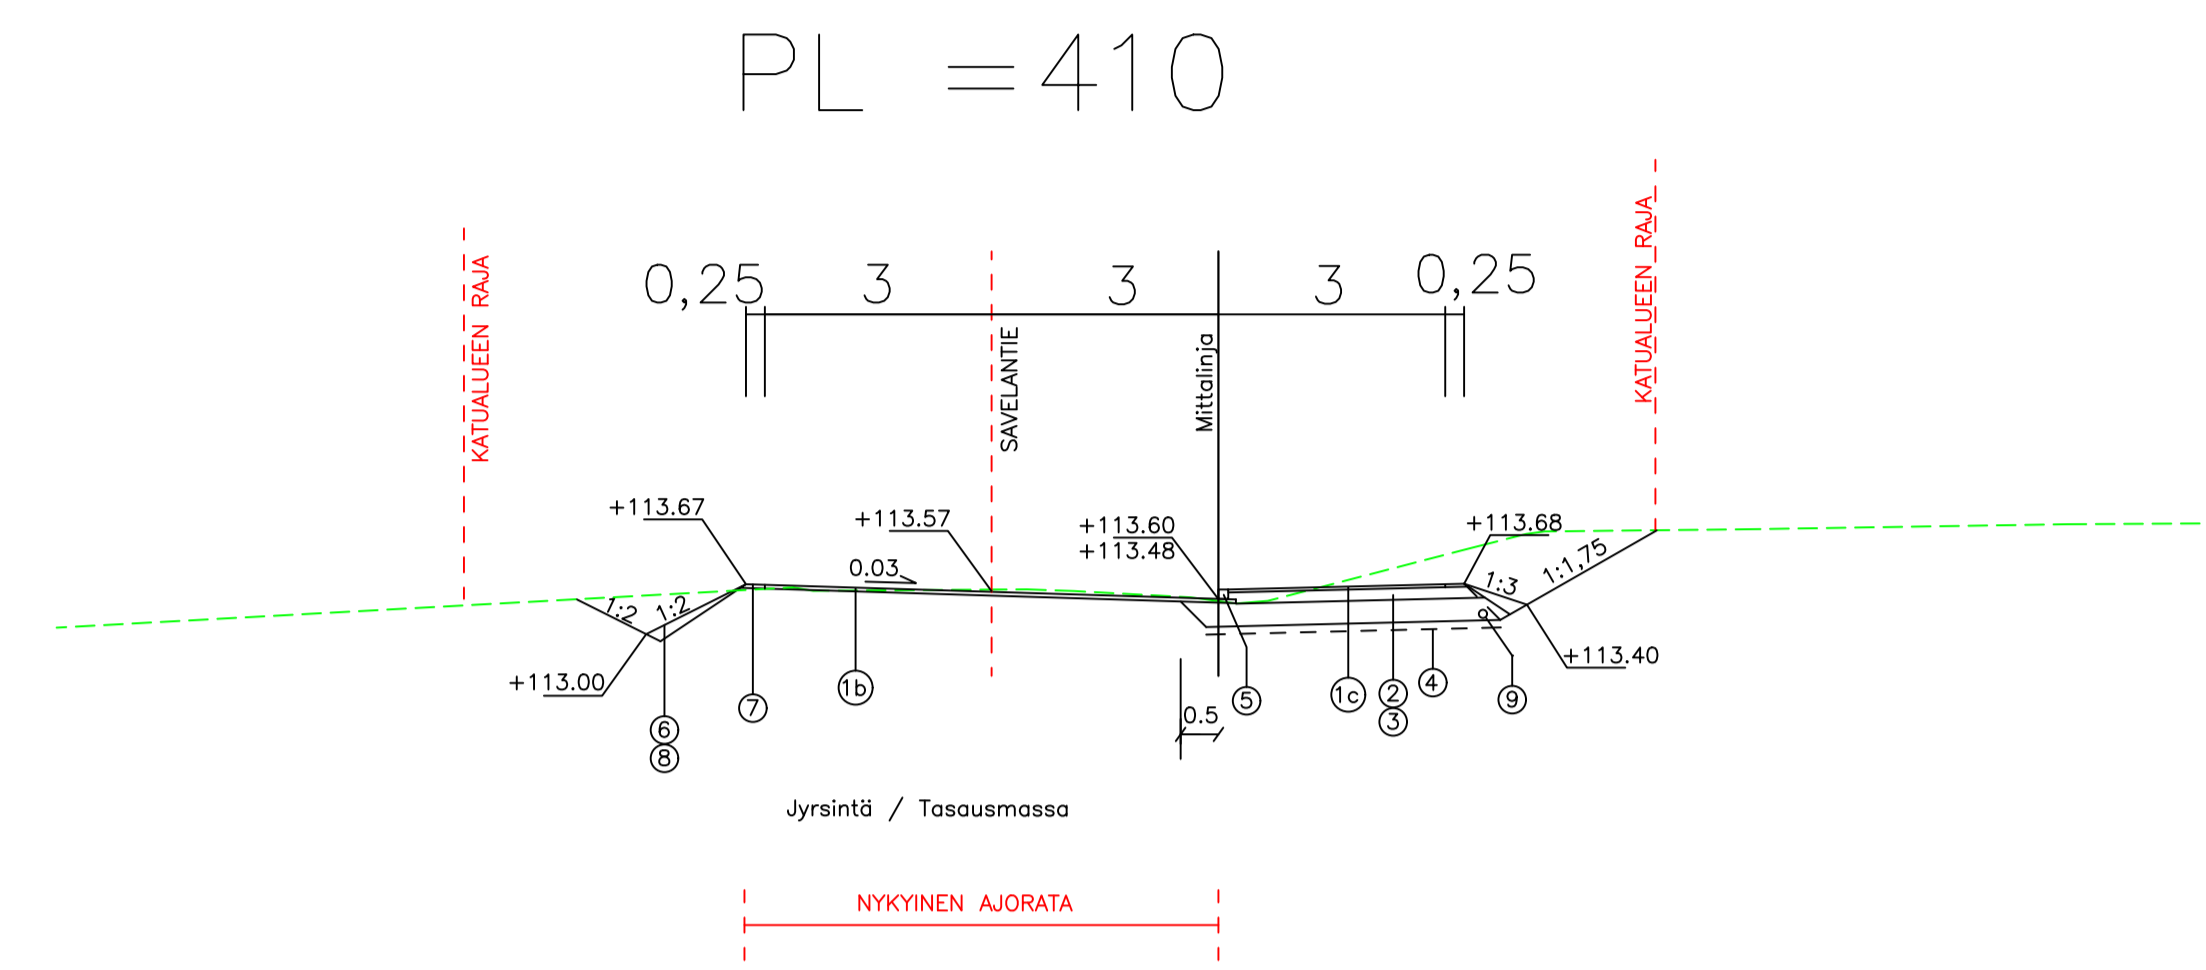 PL =410
KATUALUEEN RAJA
KATUALUEEN RAJA
0,25
3
3
3
0,25
SAVELANTIE
Mittalinja
+113.67
+113.57
+113.60
+113.48
+113.68
0.03
1:2
1:2
1:3
1:1,75
+113.00
+113.40
6
8
7
1b
5
1c
2
3
4
9
0.5
Jyrsintä / Tasausmassa
NYKYINEN AJORATA